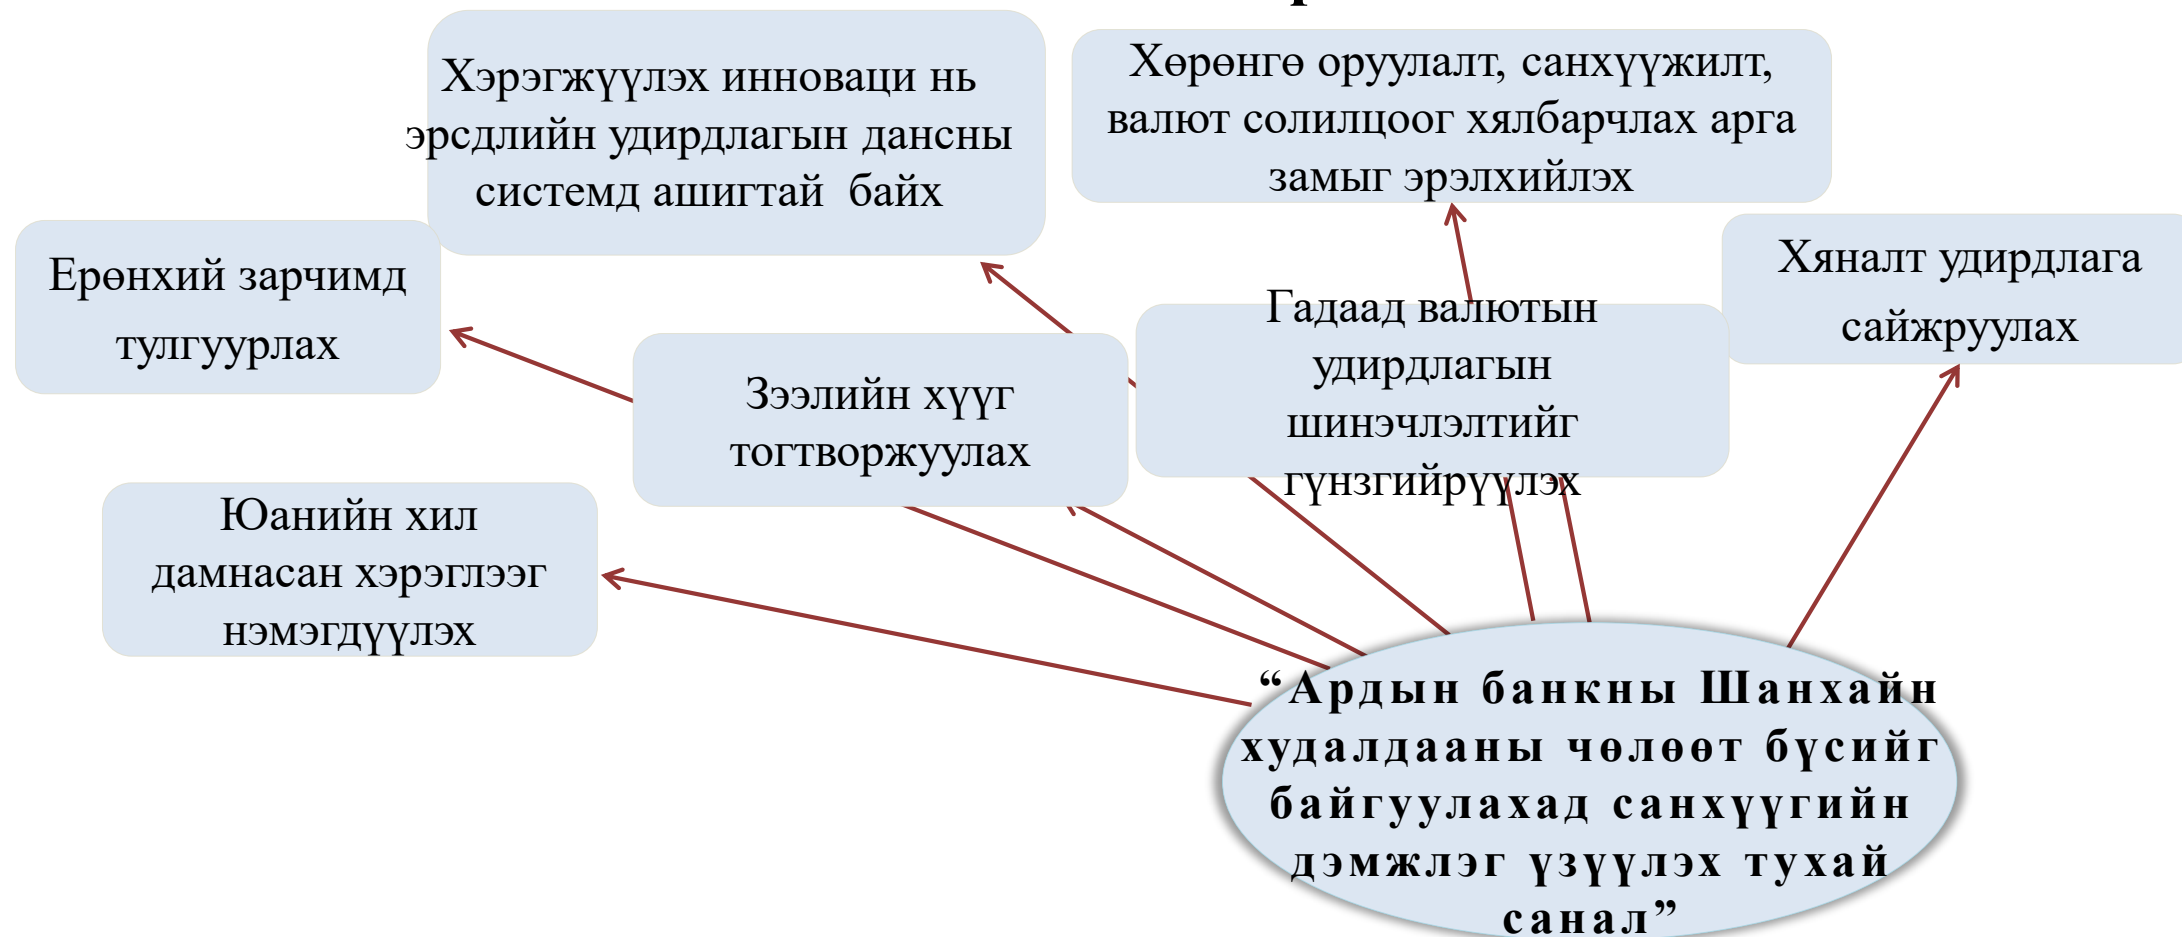 Хэрэгжүүлэх инноваци нь
эрсдлийн удирдлагын дансны
системд ашигтай байх
Хөрөнгө оруулалт, санхүүжилт,
валют солилцоог хялбарчлах арга
замыг эрэлхийлэх
Ерөнхий зарчимд
тулгуурлах
Хяналт удирдлага
сайжруулах
Зээлийн хүүг
тогтворжуулах
Гадаад валютын
удирдлагын
шинэчлэлтийг
гүнзгийрүүлэх
Юанийн хил
дамнасан хэрэглээг
нэмэгдүүлэх
“Ардын банкны Шанхайн
худалдааны чөлөөт бүсийг
байгуулахад санхүүгийн
дэмжлэг үзүүлэх тухай
санал”